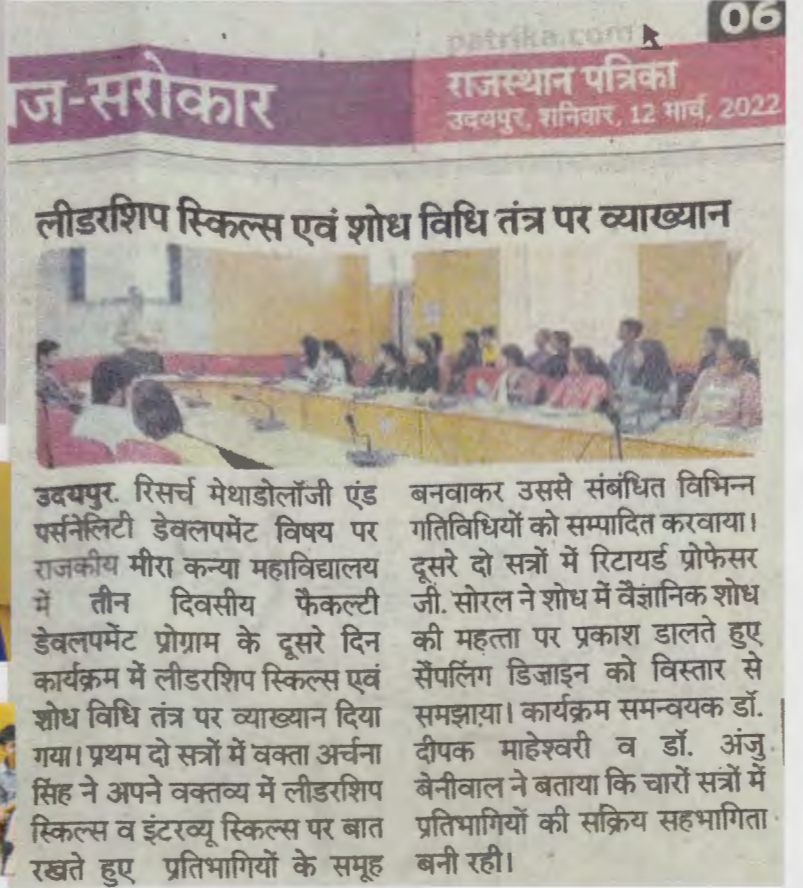 patrika.com
06
ज-सरोकार
राजस्थान पत्रिका
उदयपुर, शनिवार, 12 मार्च, 2022
लीडरशिप स्किल्स एवं शोध विधि तंत्र पर व्याख्यान
उदयपुर. रिसर्च मेथाडोलॉजी एंड
पर्सनेलिटी डेवलपमेंट विषय पर
राजकीय मीरा कन्या महाविद्यालय
में तीन दिवसीय फैकल्टी
डेवलपमेंट प्रोग्राम के दूसरे दिन
कार्यक्रम में लीडरशिप स्किल्स एवं
शोध विधि तंत्र पर व्याख्यान दिया
गया। प्रथम दो सत्रों में वक्ता अर्चना
सिंह ने अपने वक्तव्य में लीडरशिप
स्किल्स व इंटरव्यू स्किल्स पर बात
रखते हुए प्रतिभागियों के समूह
बनवाकर उससे संबंधित विभिन्न
गतिविधियों को सम्पादित करवाया।
दूसरे दो सत्रों में रिटायर्ड प्रोफेसर
जी. सोरल ने शोध में वैज्ञानिक शोध
की महत्ता पर प्रकाश डालते हुए
सेंपलिंग डिज़ाइन को विस्तार से
समझाया। कार्यक्रम समन्वयक डॉ.
दीपक माहेश्वरी व डॉ. अंजु
बेनीवाल ने बताया कि चारों सत्रों में
प्रतिभागियों की सक्रिय सहभागिता
बनी रही।